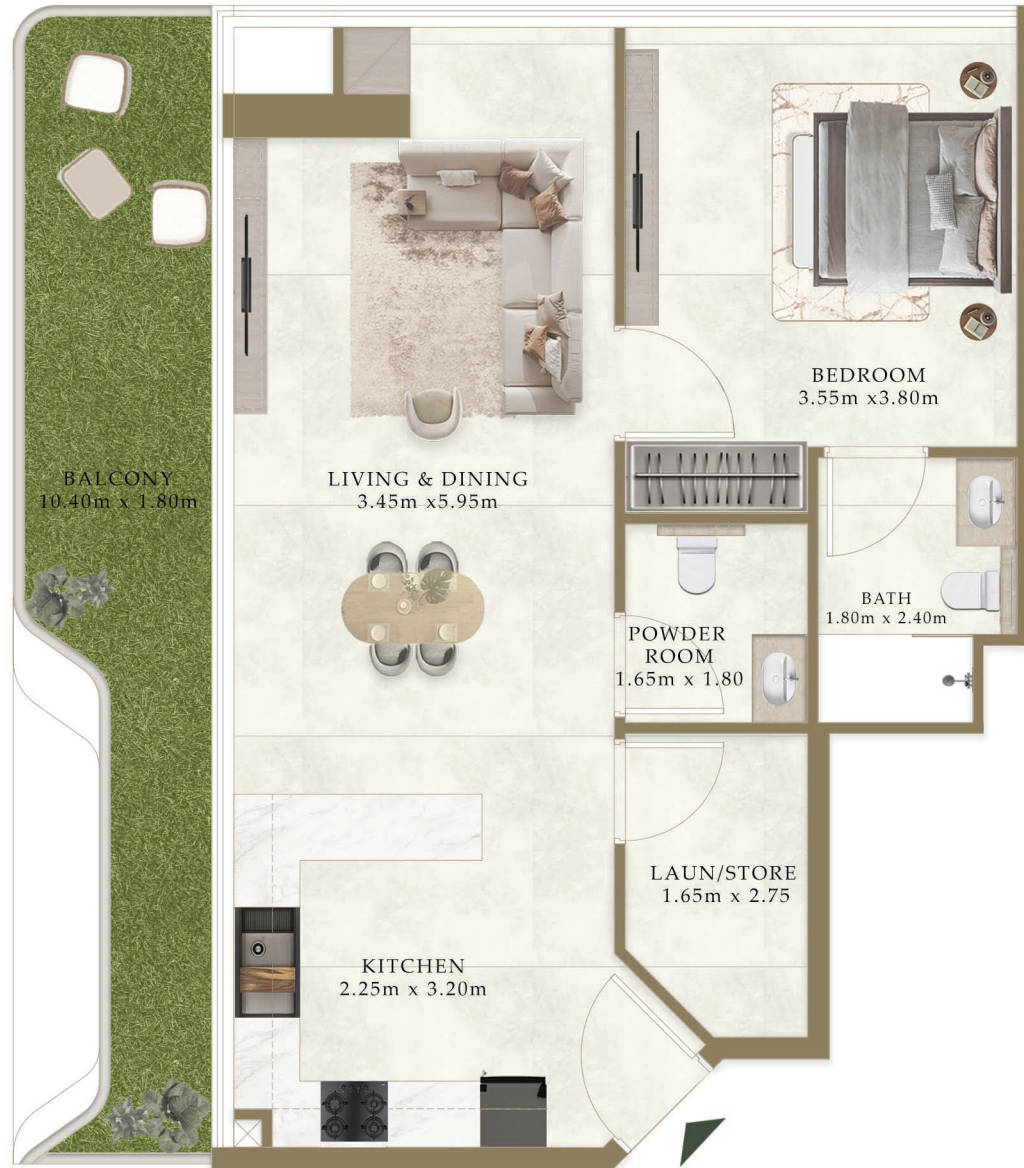 BEDROOM
3.55m x3.80m
BALCONY
10.40m x 1.80m
LIVING & DINING
3.45m x5.95m
BATH
1.80m x 2.40m
POWDER
ROOM
1.65m x 1.80
LAUN/STORE
1.65m x 2.75
KITCHEN
2.25m x 3.20m